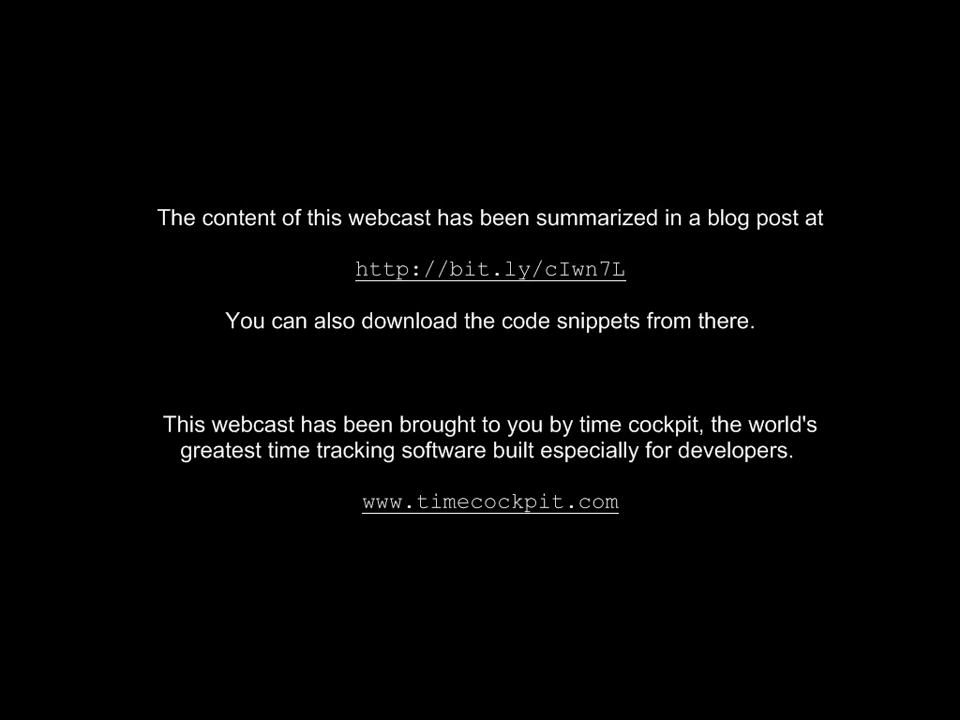 The content of this webcast has been summarized in a blog post at
http://bit.ly/cIwn7L
You can also download the code snippets from there.
This webcast has been brought to you by time cockpit, the world's
greatest time tracking software built especially for developers.
www.timecockpit.com